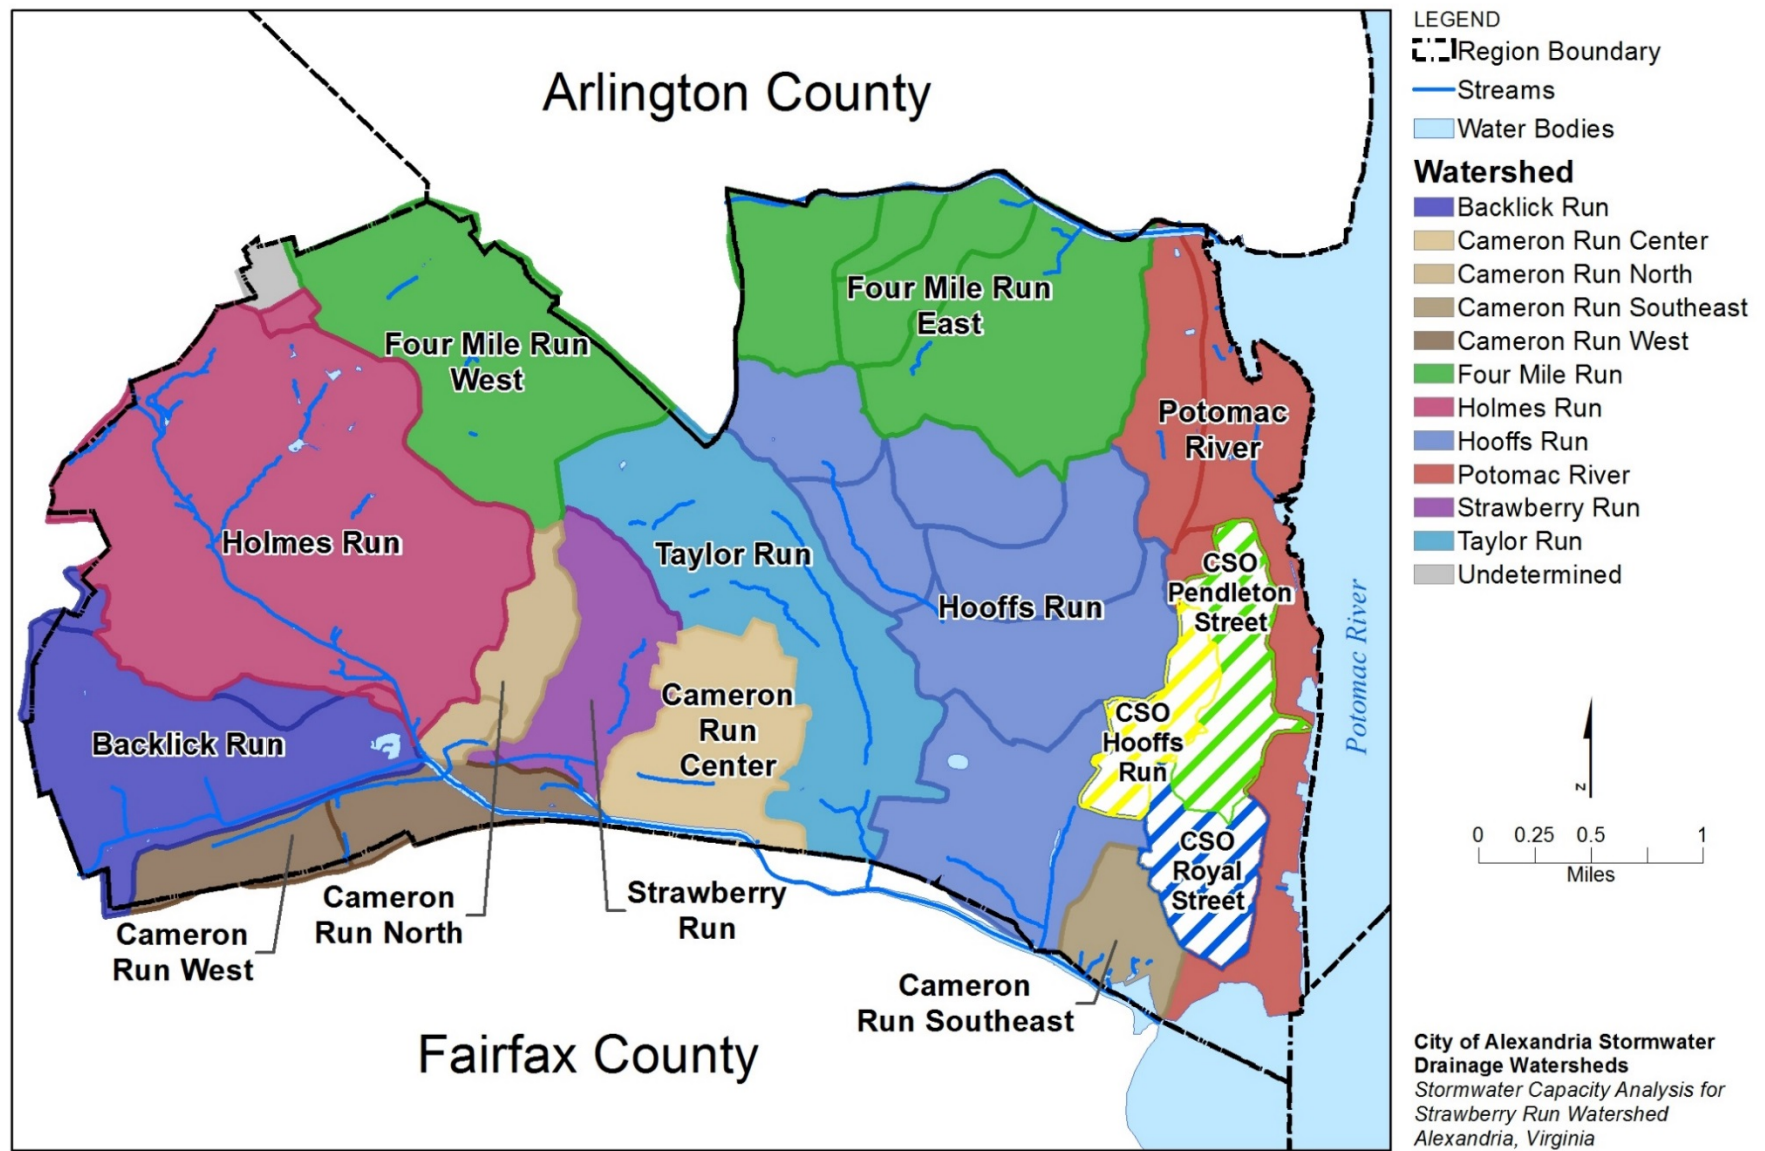 Arlington County
Four Mile Run
West
Four Mile Run
East
Potomac
River
Holmes Run
Taylor Run
Hooffs Run
CSO
Pendleton
Street
Potomac River
Backlick Run
Cameron
Run
Center
CSO
Hooffs
Run
CSO
Royal
Street
Cameron
Run West
Cameron
Run North
Strawberry
Run
Cameron
Run Southeast
Fairfax County
LEGEND
Region Boundary
Streams
Water Bodies
Watershed
Backlick Run
Cameron Run Center
Cameron Run North
Cameron Run Southeast
Cameron Run West
Four Mile Run
Holmes Run
Hooffs Run
Potomac River
Strawberry Run
Taylor Run
Undetermined
N
0 0.25 0.5 1
Miles
City of Alexandria Stormwater
Drainage Watersheds
Stormwater Capacity Analysis for
Strawberry Run Watershed
Alexandria, Virginia